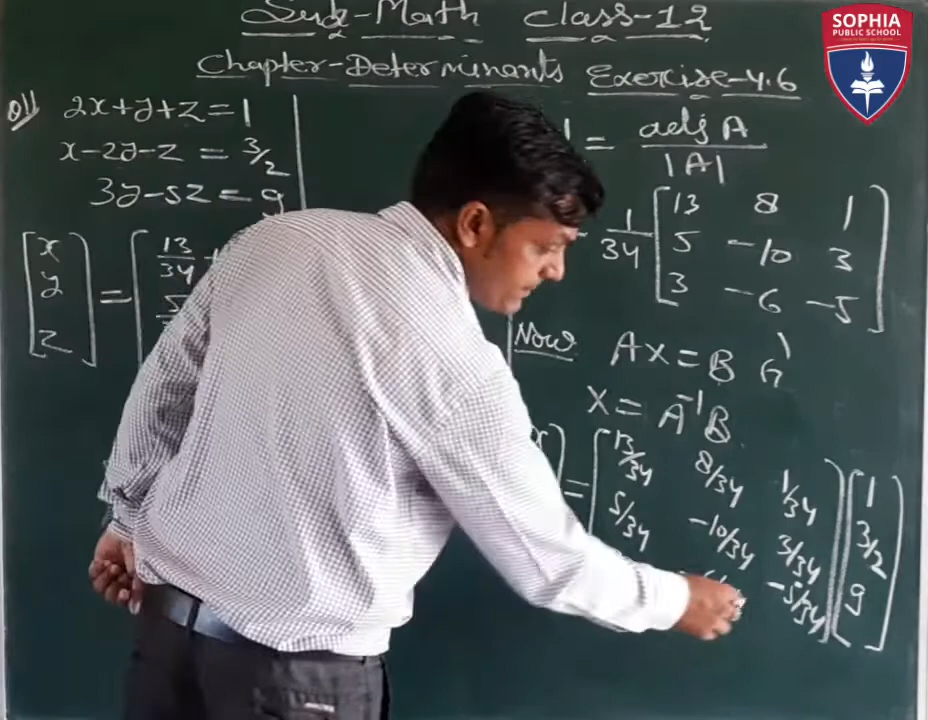 Sub-Math Class-12
Chapter-Determinants Exercise-4.6
SOPHIA
PUBLIC SCHOOL
Q11 2x+y+z=1
x-2y-z = 3/2
3y-5z = 9
= adj A
|A|
1/34 [13 8 1
5 -10 3
3 -6 -5]
[x
y
z] = [13/34 +
5
Now AX = B
X = A⁻¹B
x] = [13/34 8/34 1/34] [1
5/34 -10/34 3/34 3/2
-5/34] 9]